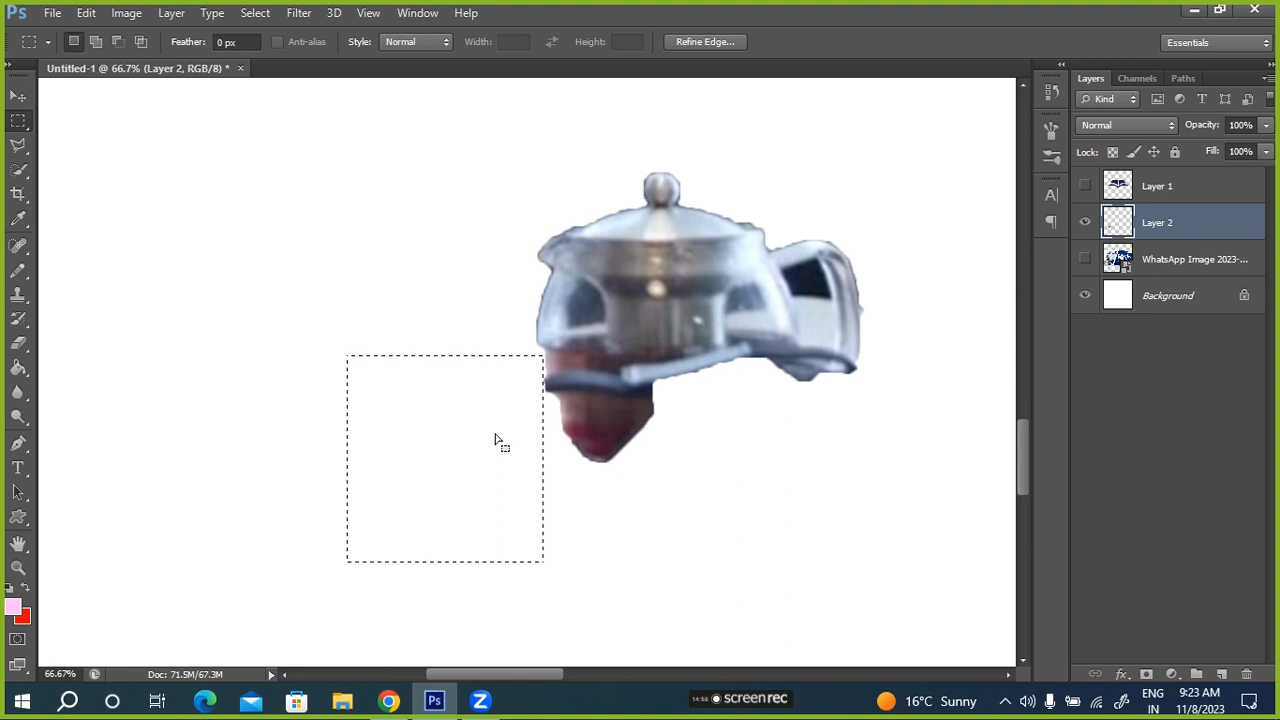 Ps File Edit Image Layer Type Select Filter 3D View Window Help
Feather: 0 px Anti-alias Style: Normal Width: Height: Refine Edge... Essentials
Untitled-1 @ 66.7% (Layer 2, RGB/8) * ×
Layers Channels Paths
Kind
Normal Opacity: 100%
Lock: Fill: 100%
Layer 1
Layer 2
WhatsApp Image 2023-...
Background
66.67% Doc: 71.5M/67.3M
Ps 14:58 screenrec 16°C Sunny ENG IN 9:23 AM 11/8/2023